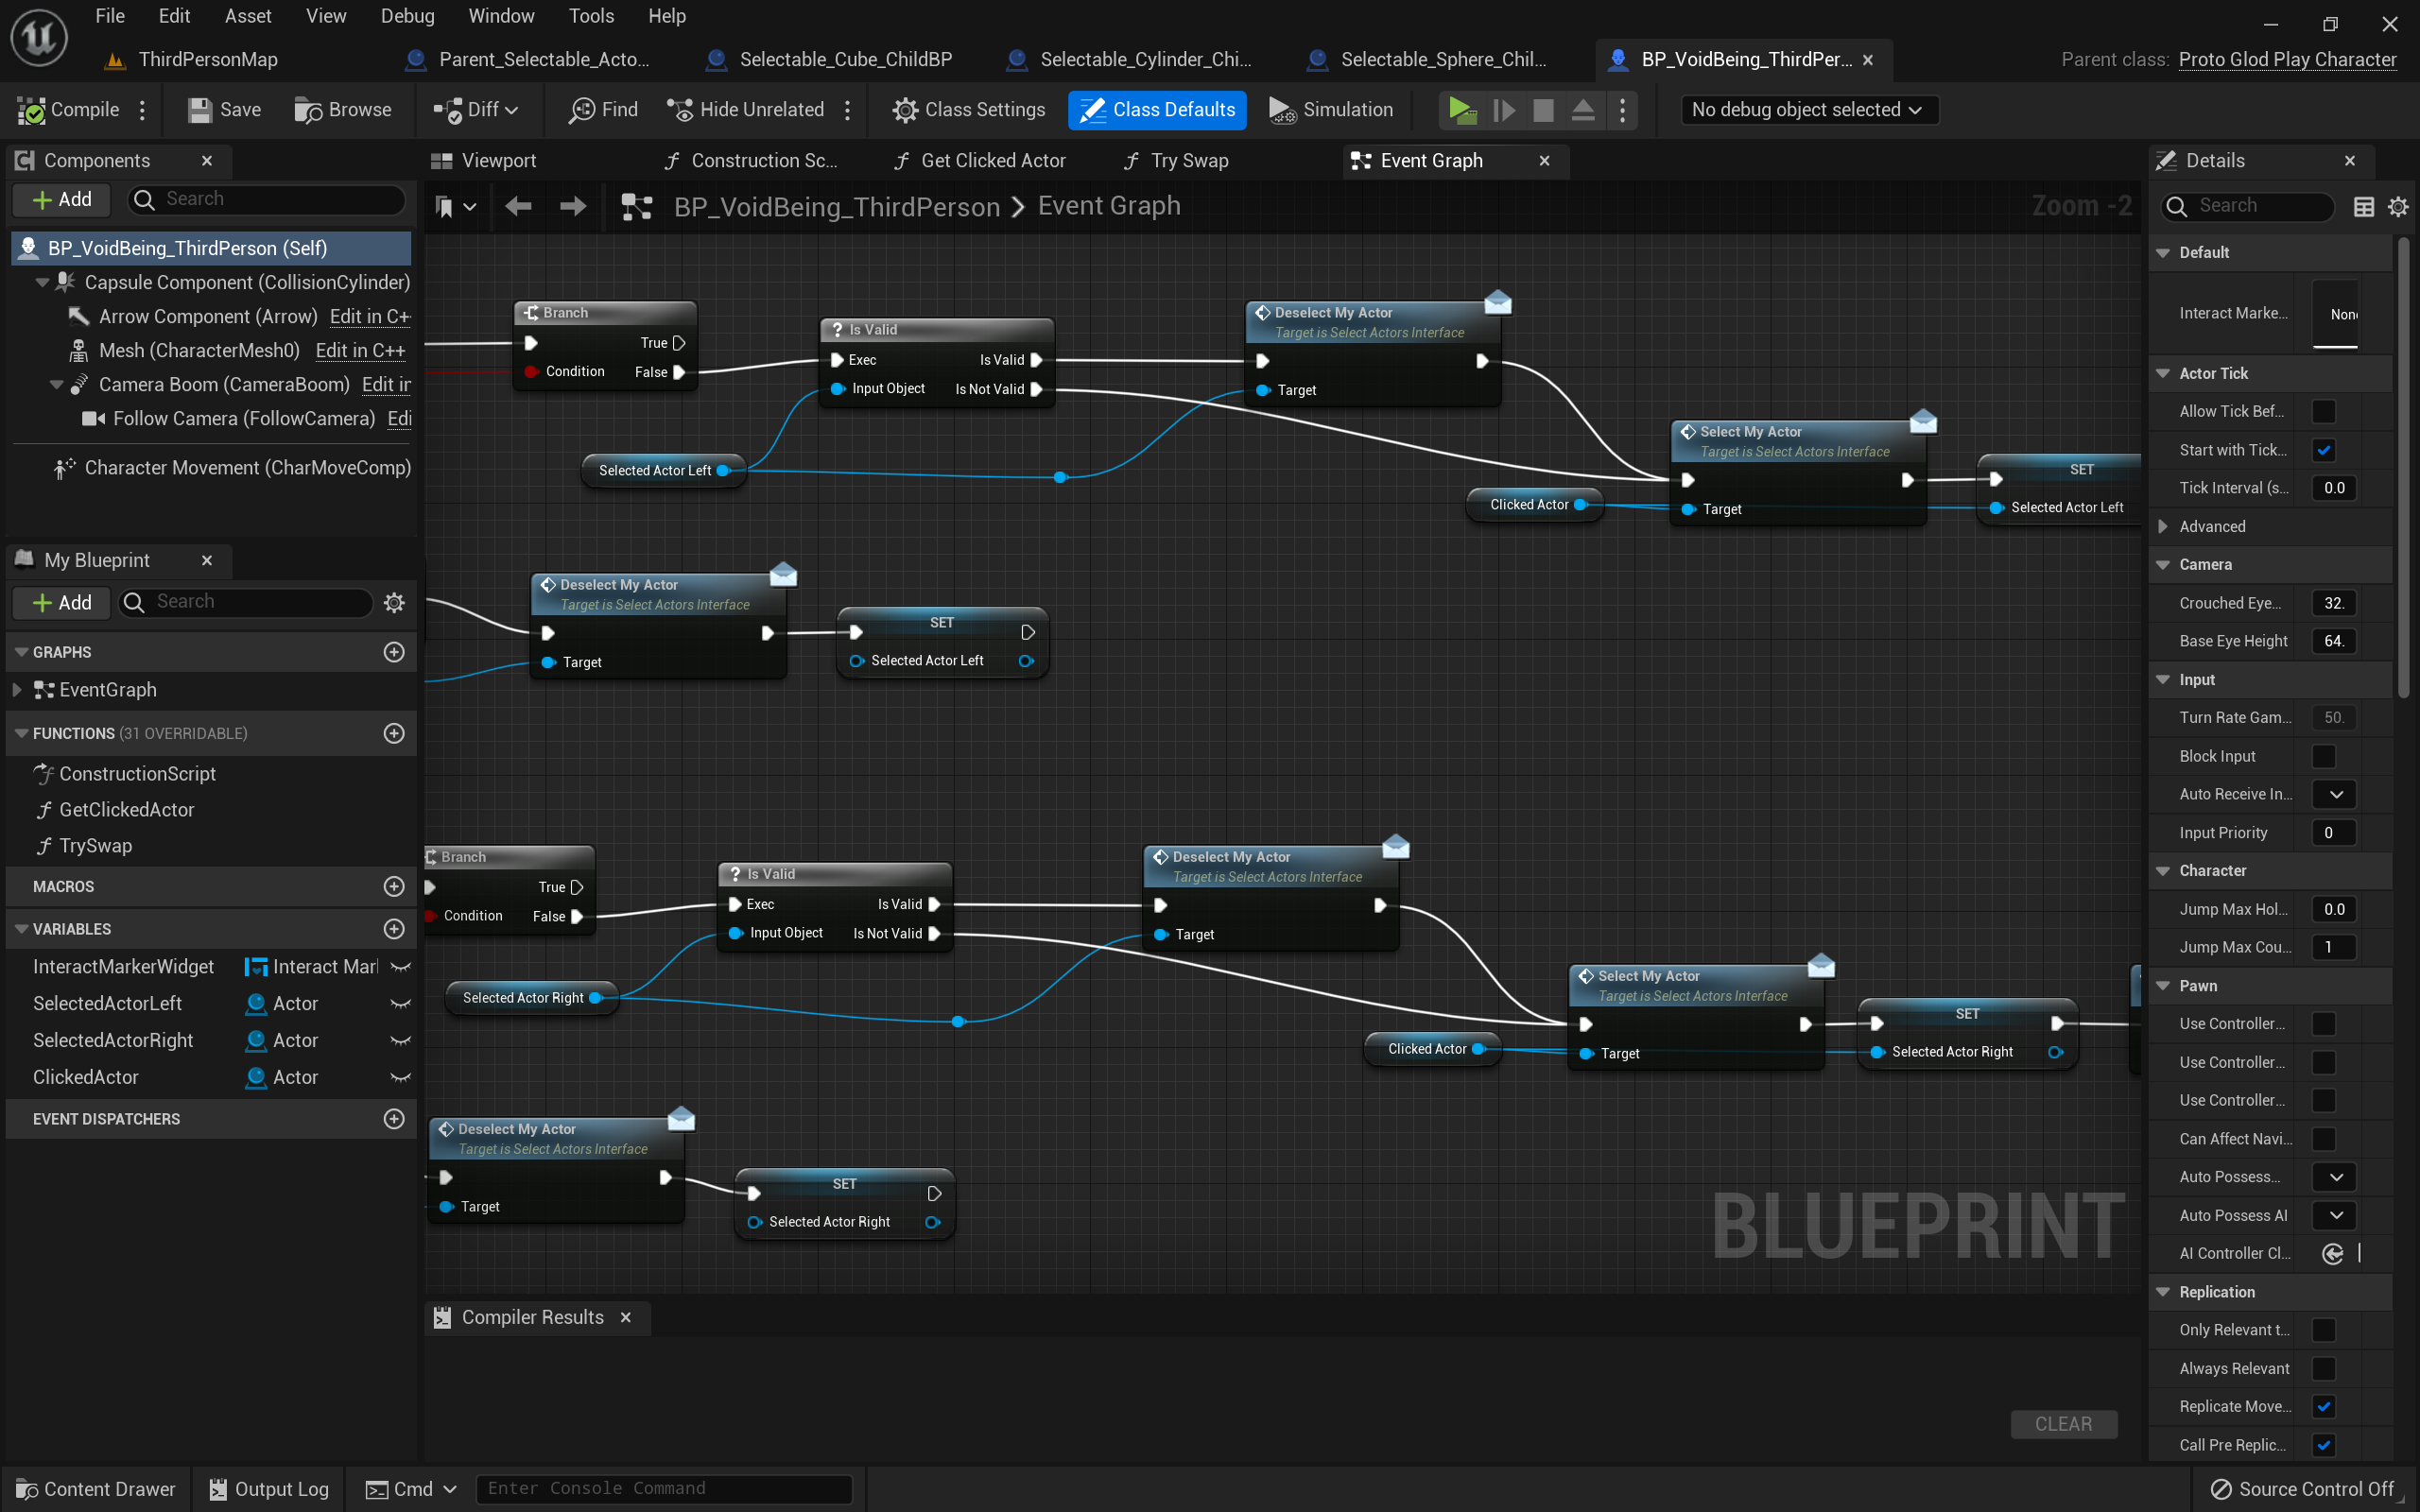 File Edit Asset View Debug Window Tools Help
ThirdPersonMap Parent_Selectable_Acto... Selectable_Cube_ChildBP Selectable_Cylinder_Chi... Selectable_Sphere_Chil... BP_VoidBeing_ThirdPer... Parent class: Proto Glod Play Character
Compile Save Browse Diff Find Hide Unrelated Class Settings Class Defaults Simulation No debug object selected
Components
Add Search
BP_VoidBeing_ThirdPerson (Self)
Capsule Component (CollisionCylinder)
Arrow Component (Arrow) Edit in C+
Mesh (CharacterMesh0) Edit in C++
Camera Boom (CameraBoom) Edit in
Follow Camera (FollowCamera) Edi
Character Movement (CharMoveComp)
My Blueprint
Add Search
GRAPHS
EventGraph
FUNCTIONS (31 OVERRIDABLE)
ConstructionScript
GetClickedActor
TrySwap
MACROS
VARIABLES
InteractMarkerWidget Interact Mar
SelectedActorLeft Actor
SelectedActorRight Actor
ClickedActor Actor
EVENT DISPATCHERS
Viewport Construction Sc... Get Clicked Actor Try Swap Event Graph
BP_VoidBeing_ThirdPerson > Event Graph
Zoom -2
Branch
True
Condition False
? Is Valid
Exec Is Valid
Input Object Is Not Valid
Deselect My Actor
Target is Select Actors Interface
Target
Selected Actor Left
Clicked Actor
Select My Actor
Target is Select Actors Interface
Target
SET
Selected Actor Left
Deselect My Actor
Target is Select Actors Interface
Target
SET
Selected Actor Left
Branch
True
Condition False
? Is Valid
Exec Is Valid
Input Object Is Not Valid
Deselect My Actor
Target is Select Actors Interface
Target
Selected Actor Right
Clicked Actor
Select My Actor
Target is Select Actors Interface
Target
SET
Selected Actor Right
Deselect My Actor
Target is Select Actors Interface
Target
SET
Selected Actor Right
BLUEPRINT
Compiler Results
CLEAR
Details
Search
Default
Interact Marke... Non
Actor Tick
Allow Tick Bef...
Start with Tick...
Tick Interval (s... 0.0
Advanced
Camera
Crouched Eye... 32.
Base Eye Height 64.
Input
Turn Rate Gam... 50.
Block Input
Auto Receive In...
Input Priority 0
Character
Jump Max Hol... 0.0
Jump Max Cou... 1
Pawn
Use Controller...
Use Controller...
Use Controller...
Can Affect Navi...
Auto Possess...
Auto Possess AI
AI Controller Cl...
Replication
Only Relevant t...
Always Relevant
Replicate Move...
Call Pre Replic...
Content Drawer Output Log Cmd Enter Console Command Source Control Off